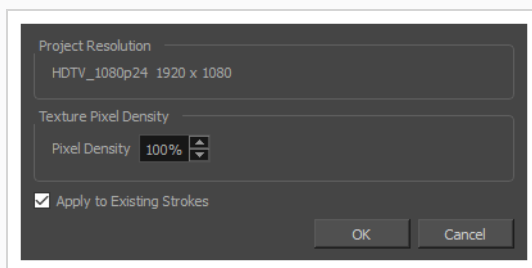 Project Resolution
HDTV_1080p24 1920 x 1080
Texture Pixel Density
Pixel Density 100%
Apply to Existing Strokes
OK Cancel